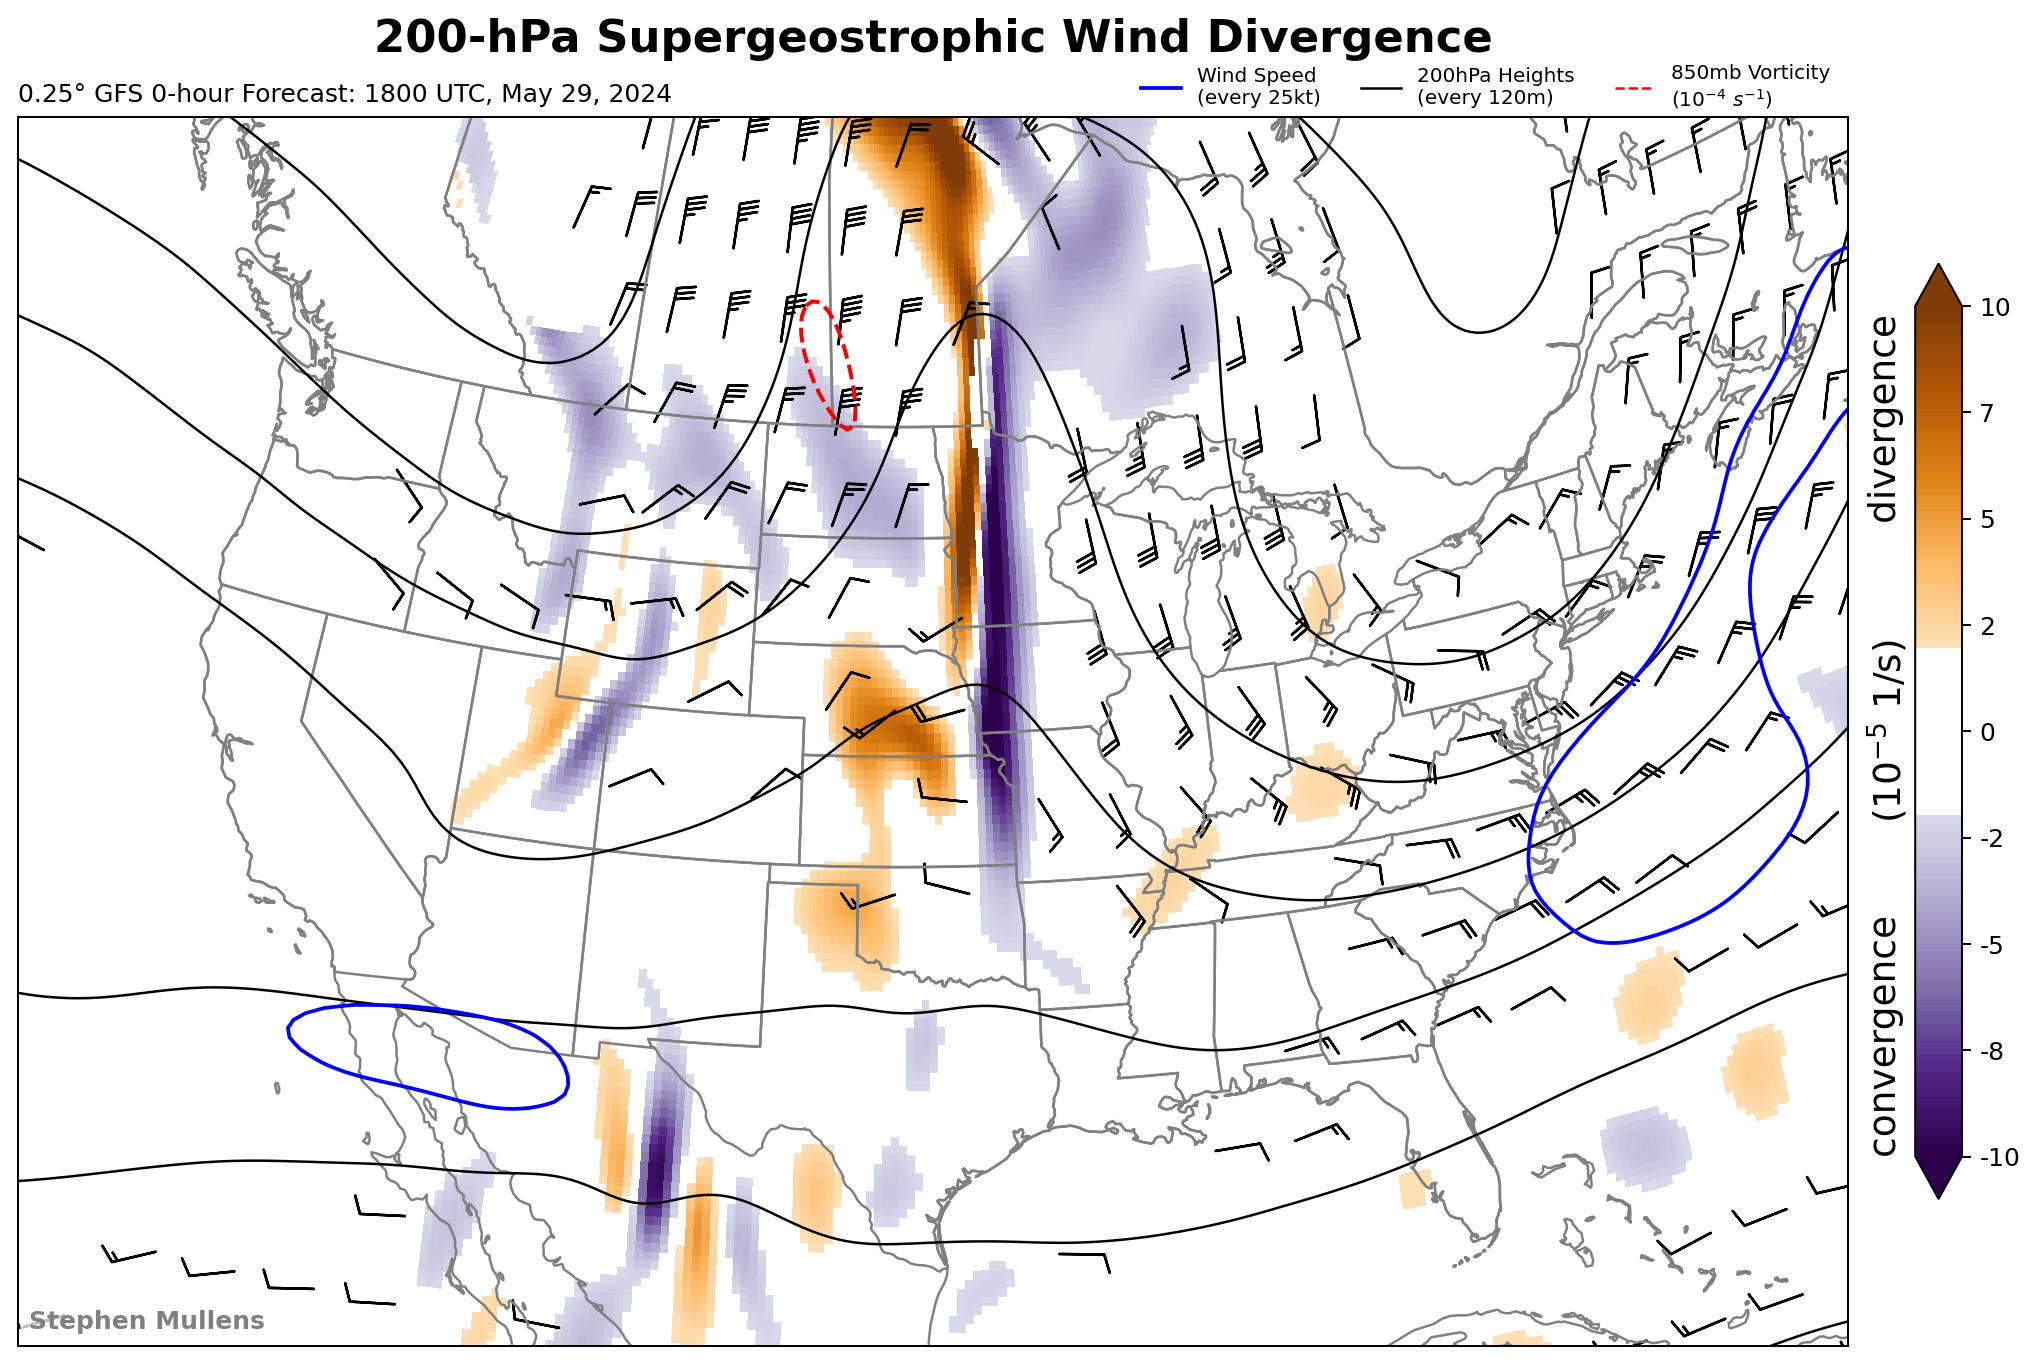 200-hPa Supergeostrophic Wind Divergence
0.25° GFS 0-hour Forecast: 1800 UTC, May 29, 2024
Wind Speed
(every 25kt)
200hPa Heights
(every 120m)
850mb Vorticity
(10⁻⁴ s⁻¹)
10
7
5
2
0
-2
-5
-8
-10
convergence (10⁻⁵ 1/s) divergence
Stephen Mullens